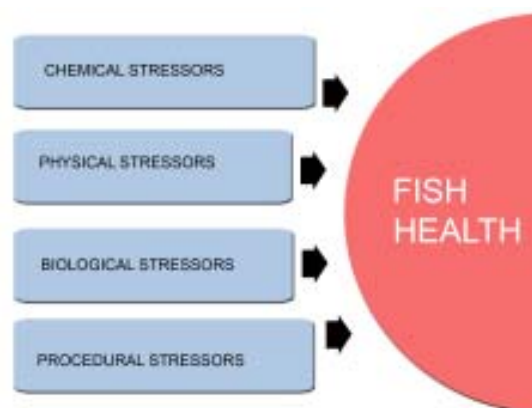 CHEMICAL STRESSORS
PHYSICAL STRESSORS
BIOLOGICAL STRESSORS
PROCEDURAL STRESSORS
FISH
HEALTH